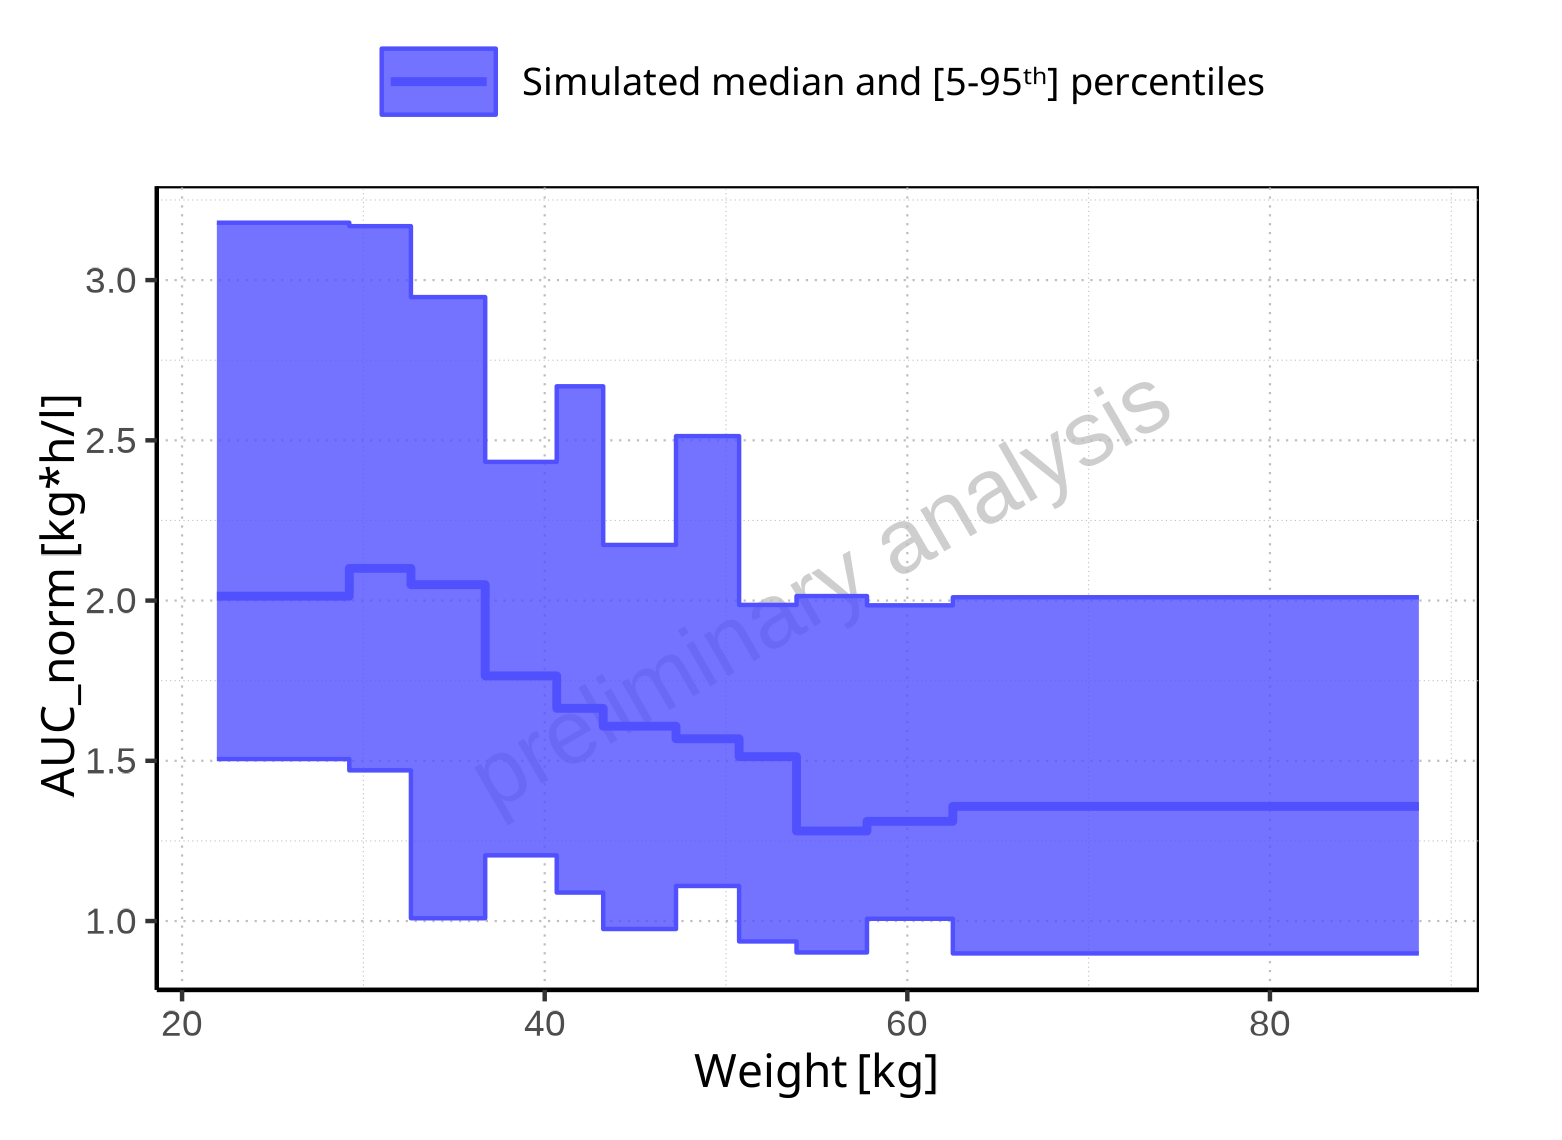 Simulated median and [5-95ᵗʰ] percentiles
AUC_norm [kg*h/l]
3.0
2.5
2.0
1.5
1.0
preliminary analysis
20 40 60 80
Weight [kg]